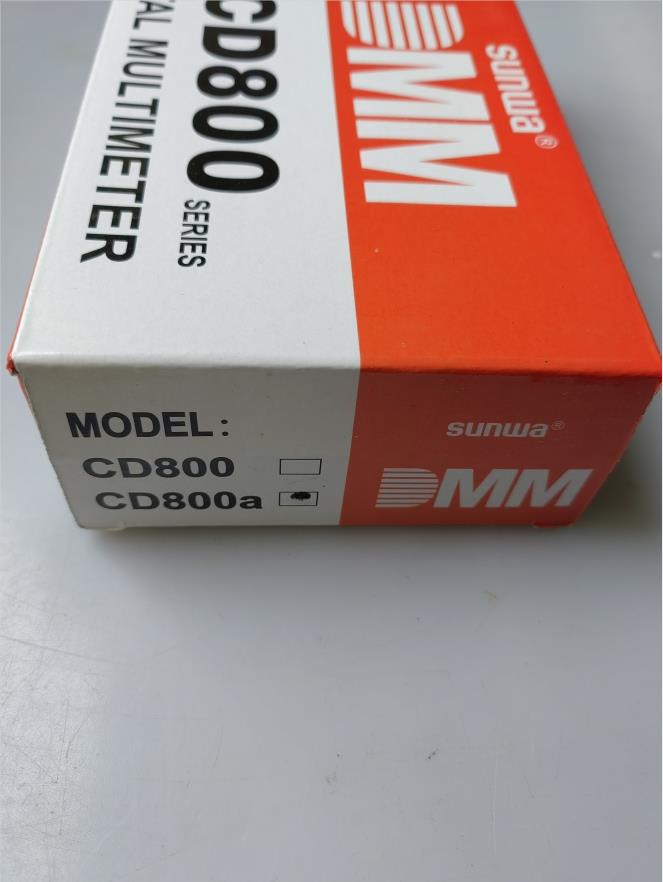 sunwa®
DMM
CD800
SERIES
AL MULTIMETER
MODEL:
CD800
CD800a
sunwa®
DMM